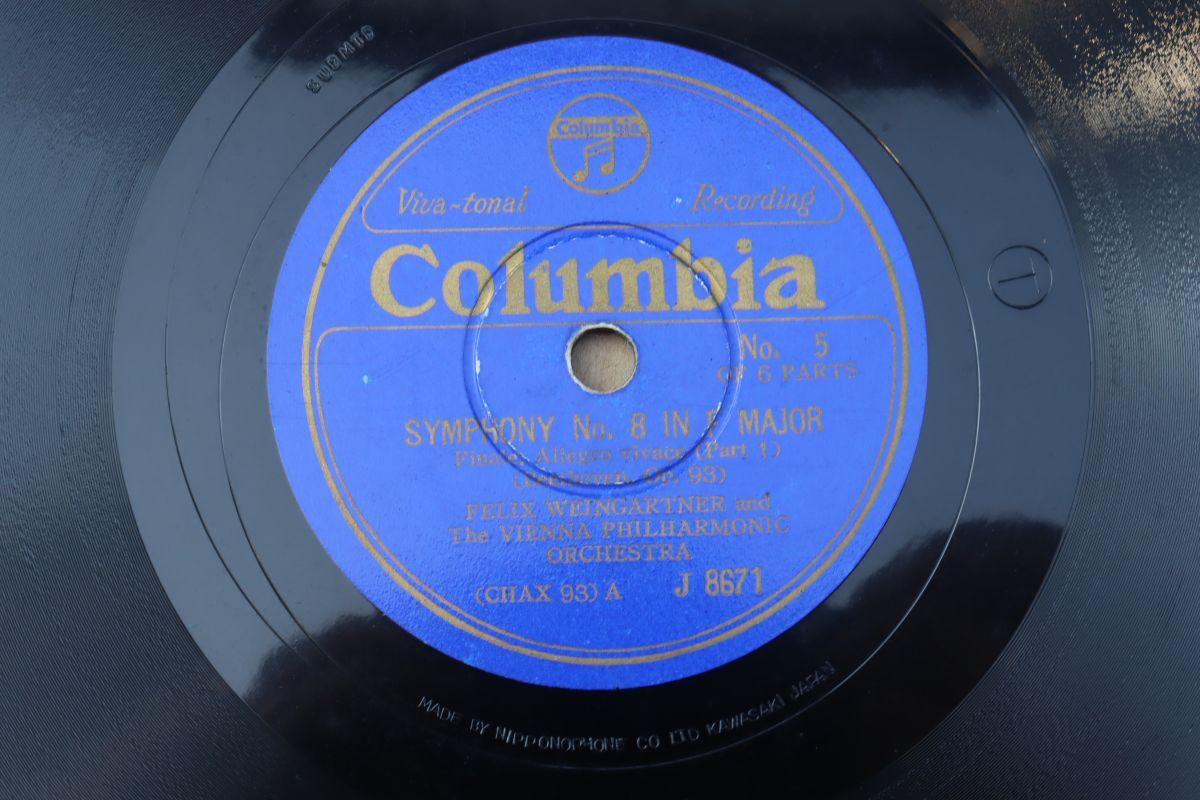 Columbia
Viva-tonal Recording
Columbia
No. 5
OF 6 PARTS
SYMPHONY No. 8 IN F MAJOR
Finale; Allegro vivace (Part 1)
(Beethoven, Op. 93)
FELIX WEINGARTNER and
The VIENNA PHILHARMONIC
ORCHESTRA
(CHAX 93) A J 8671
T
MADE BY NIPPONOPHONE CO LTD KAWASAKI JAPAN